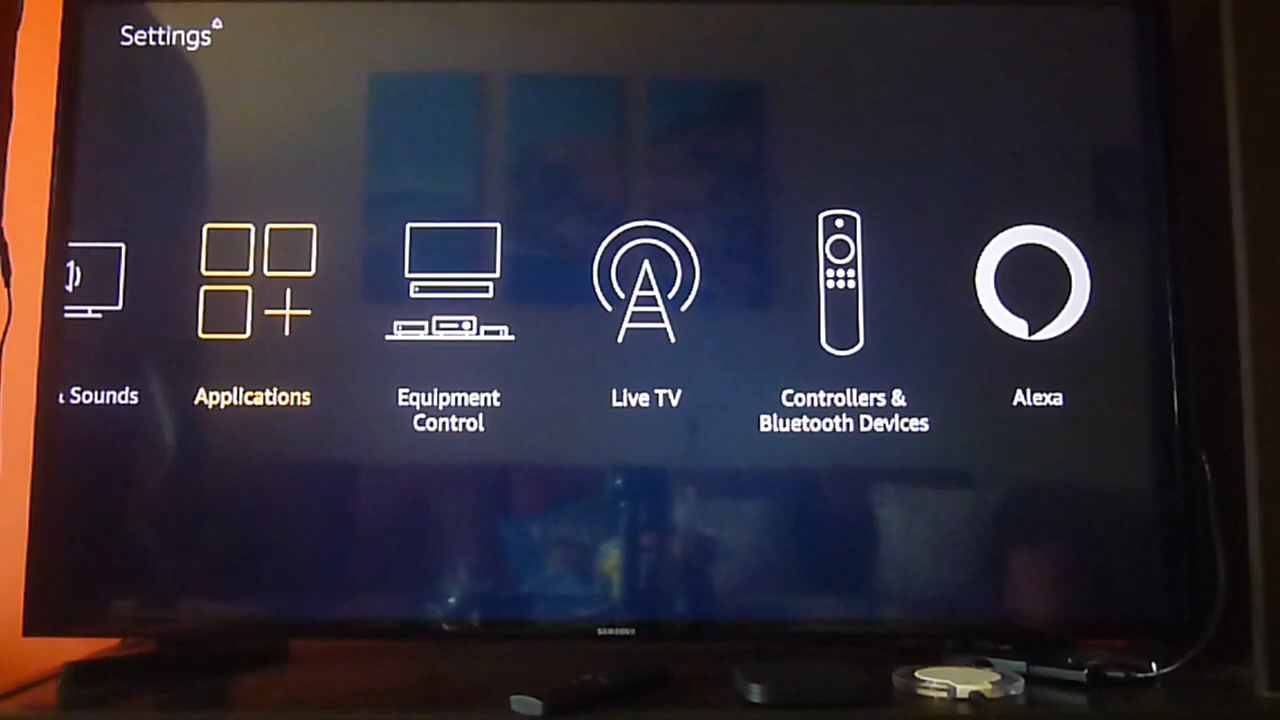 Settings
& Sounds
Applications
Equipment
Control
Live TV
Controllers &
Bluetooth Devices
Alexa
SAMSUNG